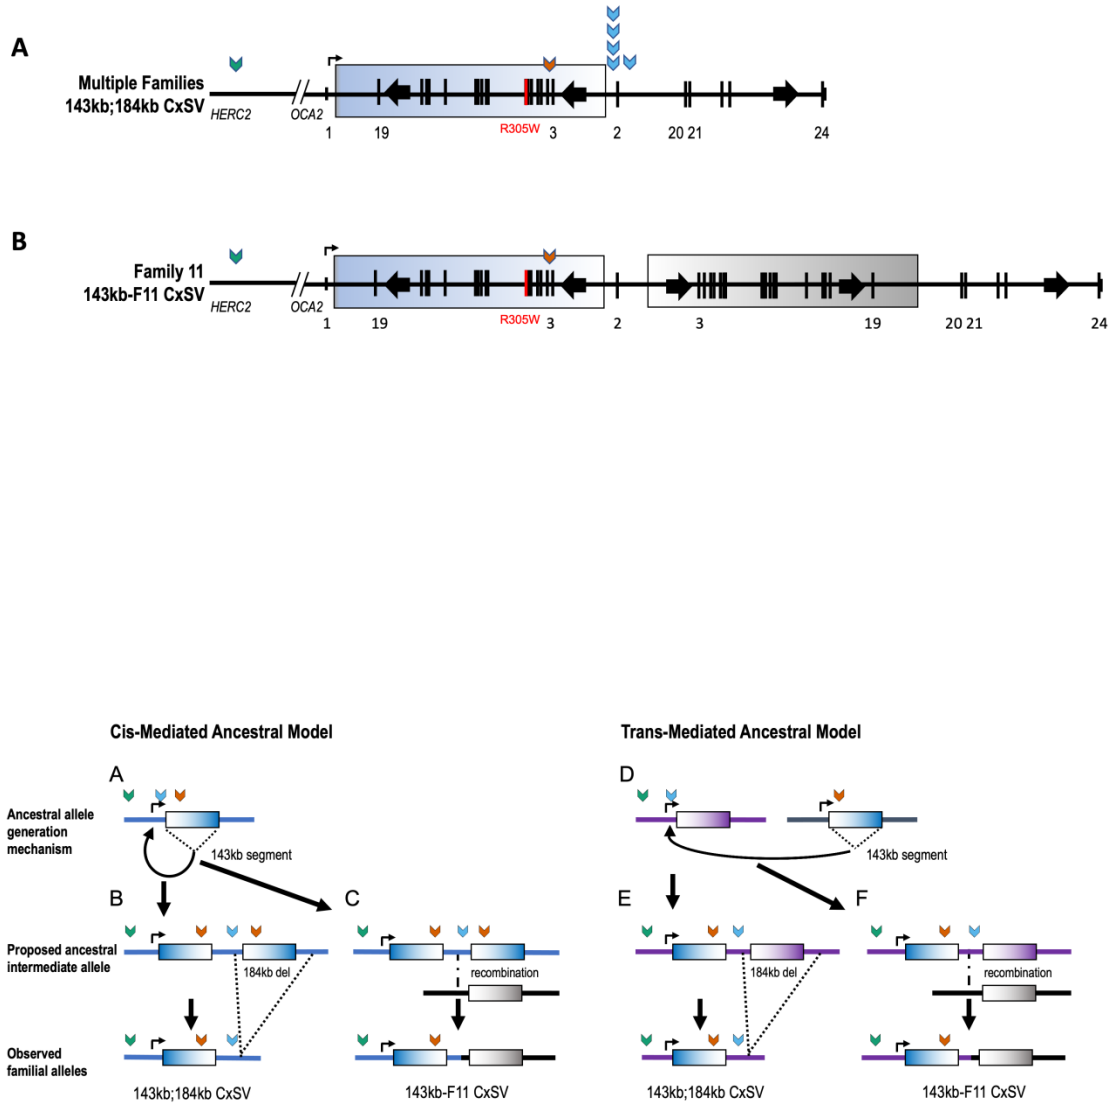 A
Multiple Families
143kb;184kb CxSV
HERC2
OCA2
1
19
R305W
3
2
20 21
24
B
Family 11
143kb-F11 CxSV
HERC2
OCA2
1
19
R305W
3
2
3
19
20 21
24
Cis-Mediated Ancestral Model
Trans-Mediated Ancestral Model
A
D
Ancestral allele
generation
mechanism
143kb segment
143kb segment
B
C
E
F
Proposed ancestral
intermediate allele
184kb del
recombination
184kb del
recombination
Observed
familial alleles
143kb;184kb CxSV
143kb-F11 CxSV
143kb;184kb CxSV
143kb-F11 CxSV